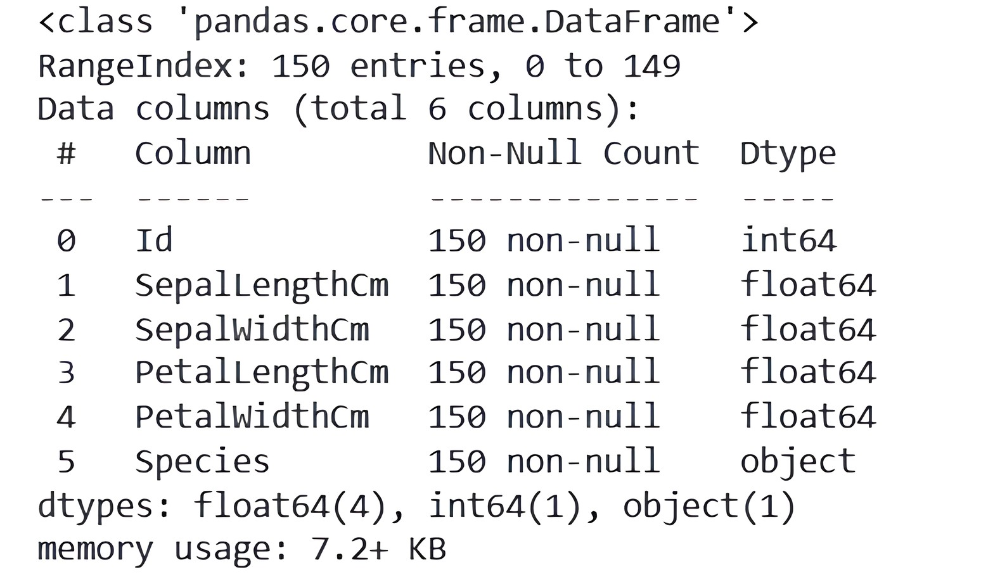 <class 'pandas.core.frame.DataFrame'>
RangeIndex: 150 entries, 0 to 149
Data columns (total 6 columns):
 #   Column         Non-Null Count  Dtype
---  ------         --------------  -----
 0   Id             150 non-null    int64
 1   SepalLengthCm  150 non-null    float64
 2   SepalWidthCm   150 non-null    float64
 3   PetalLengthCm  150 non-null    float64
 4   PetalWidthCm   150 non-null    float64
 5   Species        150 non-null    object
dtypes: float64(4), int64(1), object(1)
memory usage: 7.2+ KB